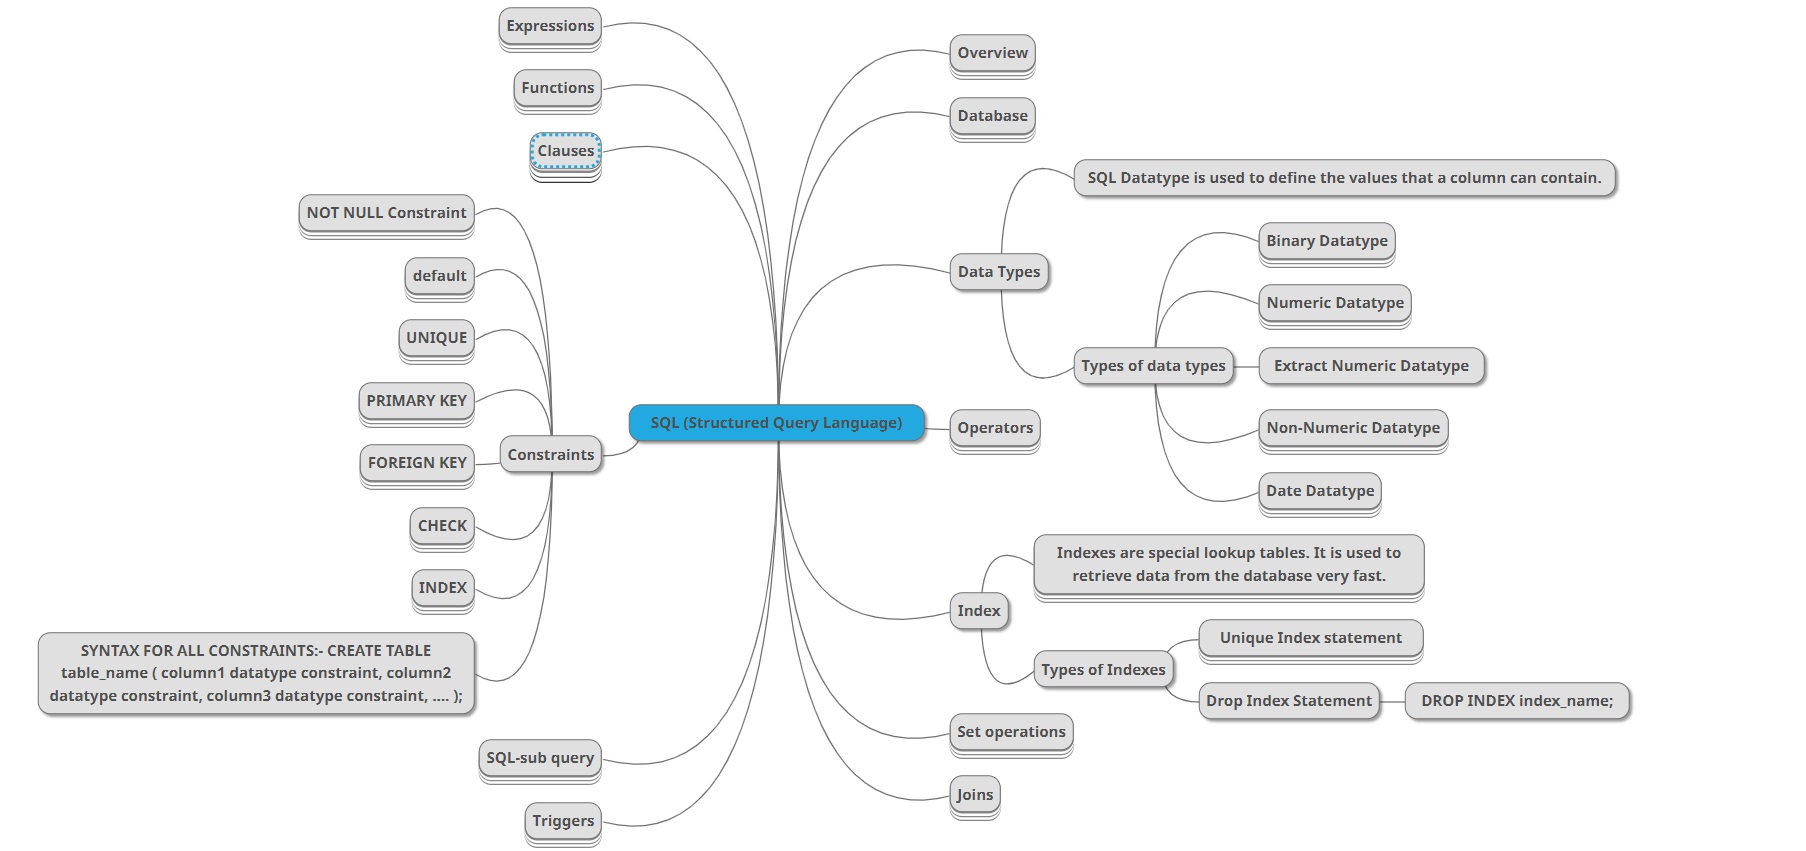 SQL (Structured Query Language)
Expressions
Functions
Clauses
Constraints
NOT NULL Constraint
default
UNIQUE
PRIMARY KEY
FOREIGN KEY
CHECK
INDEX
SYNTAX FOR ALL CONSTRAINTS:- CREATE TABLE
table_name ( column1 datatype constraint, column2
datatype constraint, column3 datatype constraint, .... );
SQL-sub query
Triggers
Overview
Database
Data Types
SQL Datatype is used to define the values that a column can contain.
Types of data types
Binary Datatype
Numeric Datatype
Extract Numeric Datatype
Non-Numeric Datatype
Date Datatype
Operators
Index
Indexes are special lookup tables. It is used to
retrieve data from the database very fast.
Types of Indexes
Unique Index statement
Drop Index Statement
DROP INDEX index_name;
Set operations
Joins